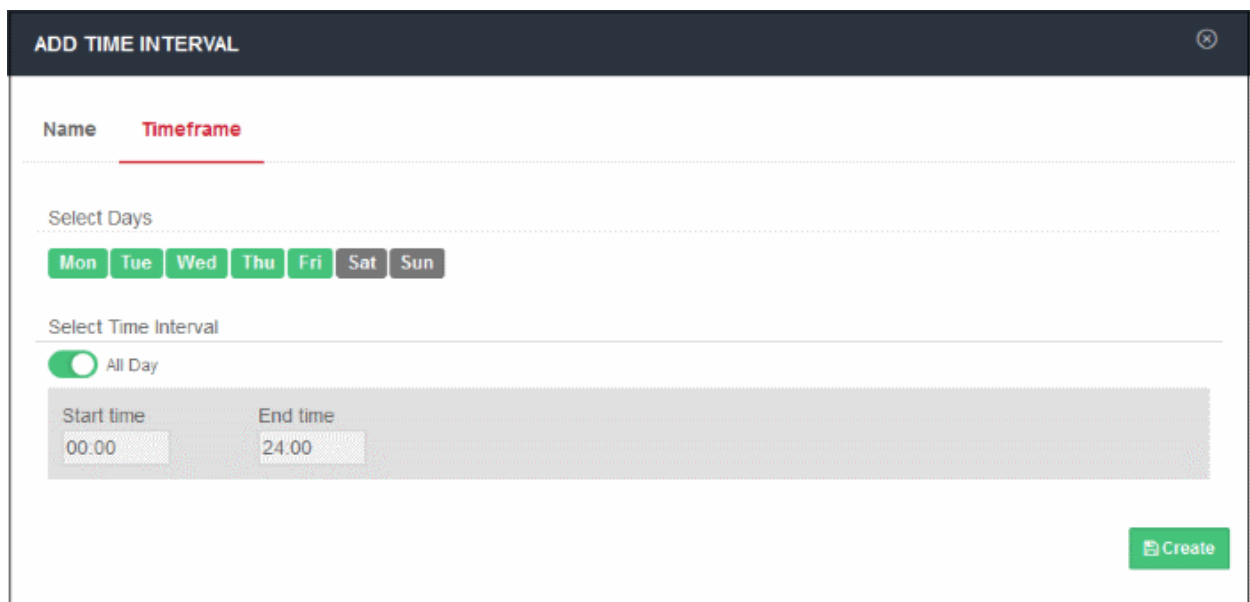 ADD TIME INTERVAL
Name Timeframe
Select Days
Mon Tue Wed Thu Fri Sat Sun
Select Time Interval
All Day
Start time End time
00:00 24:00
Create